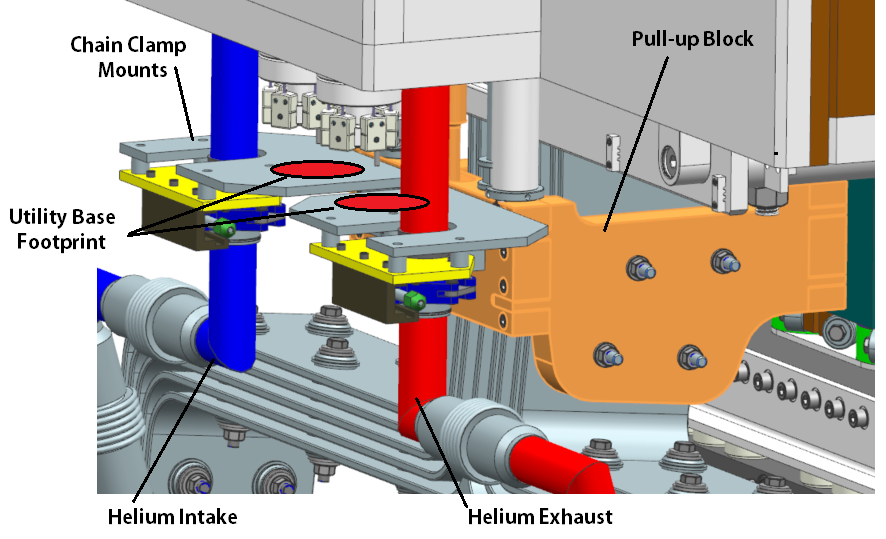 Chain Clamp
Mounts
Pull-up Block
Utility Base
Footprint
Helium Intake
Helium Exhaust